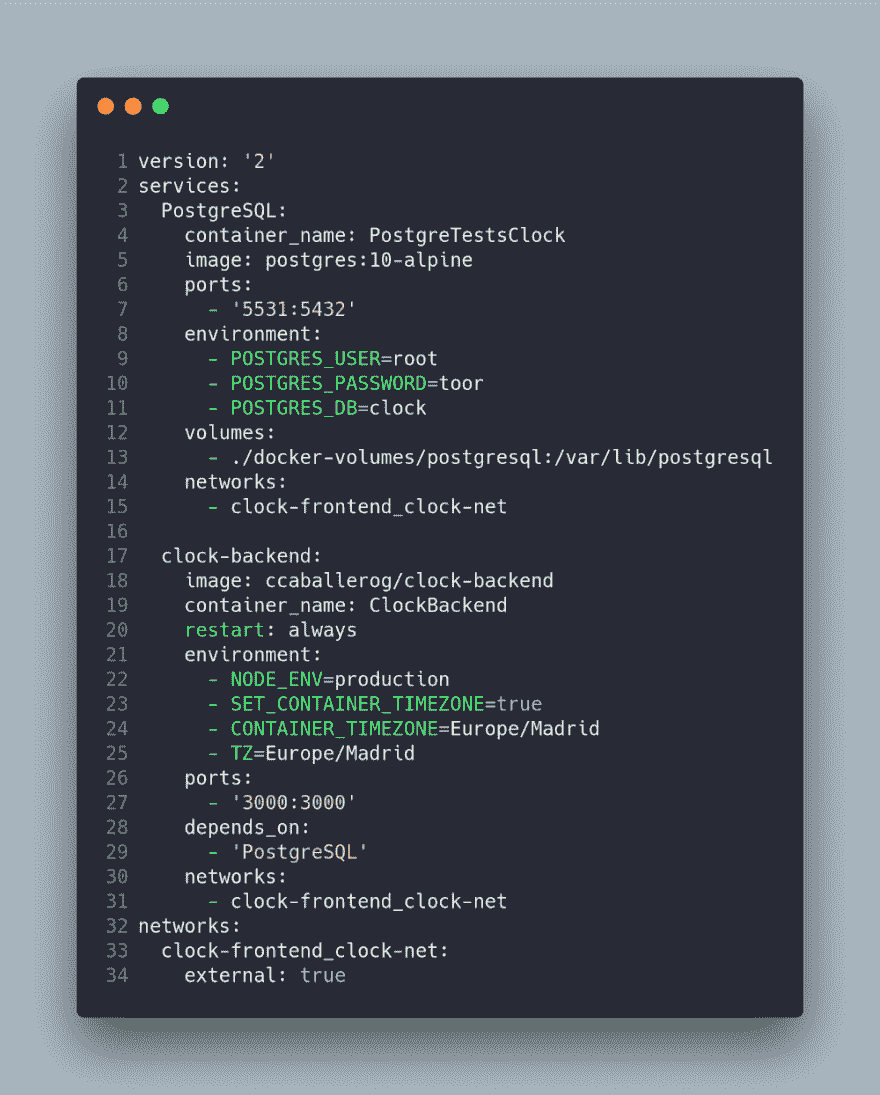 1 version: '2'
2 services:
3   PostgreSQL:
4     container_name: PostgreTestsClock
5     image: postgres:10-alpine
6     ports:
7       - '5531:5432'
8     environment:
9       - POSTGRES_USER=root
10       - POSTGRES_PASSWORD=toor
11       - POSTGRES_DB=clock
12     volumes:
13       - ./docker-volumes/postgresql:/var/lib/postgresql
14     networks:
15       - clock-frontend_clock-net
16
17   clock-backend:
18     image: ccaballerog/clock-backend
19     container_name: ClockBackend
20     restart: always
21     environment:
22       - NODE_ENV=production
23       - SET_CONTAINER_TIMEZONE=true
24       - CONTAINER_TIMEZONE=Europe/Madrid
25       - TZ=Europe/Madrid
26     ports:
27       - '3000:3000'
28     depends_on:
29       - 'PostgreSQL'
30     networks:
31       - clock-frontend_clock-net
32 networks:
33   clock-frontend_clock-net:
34     external: true